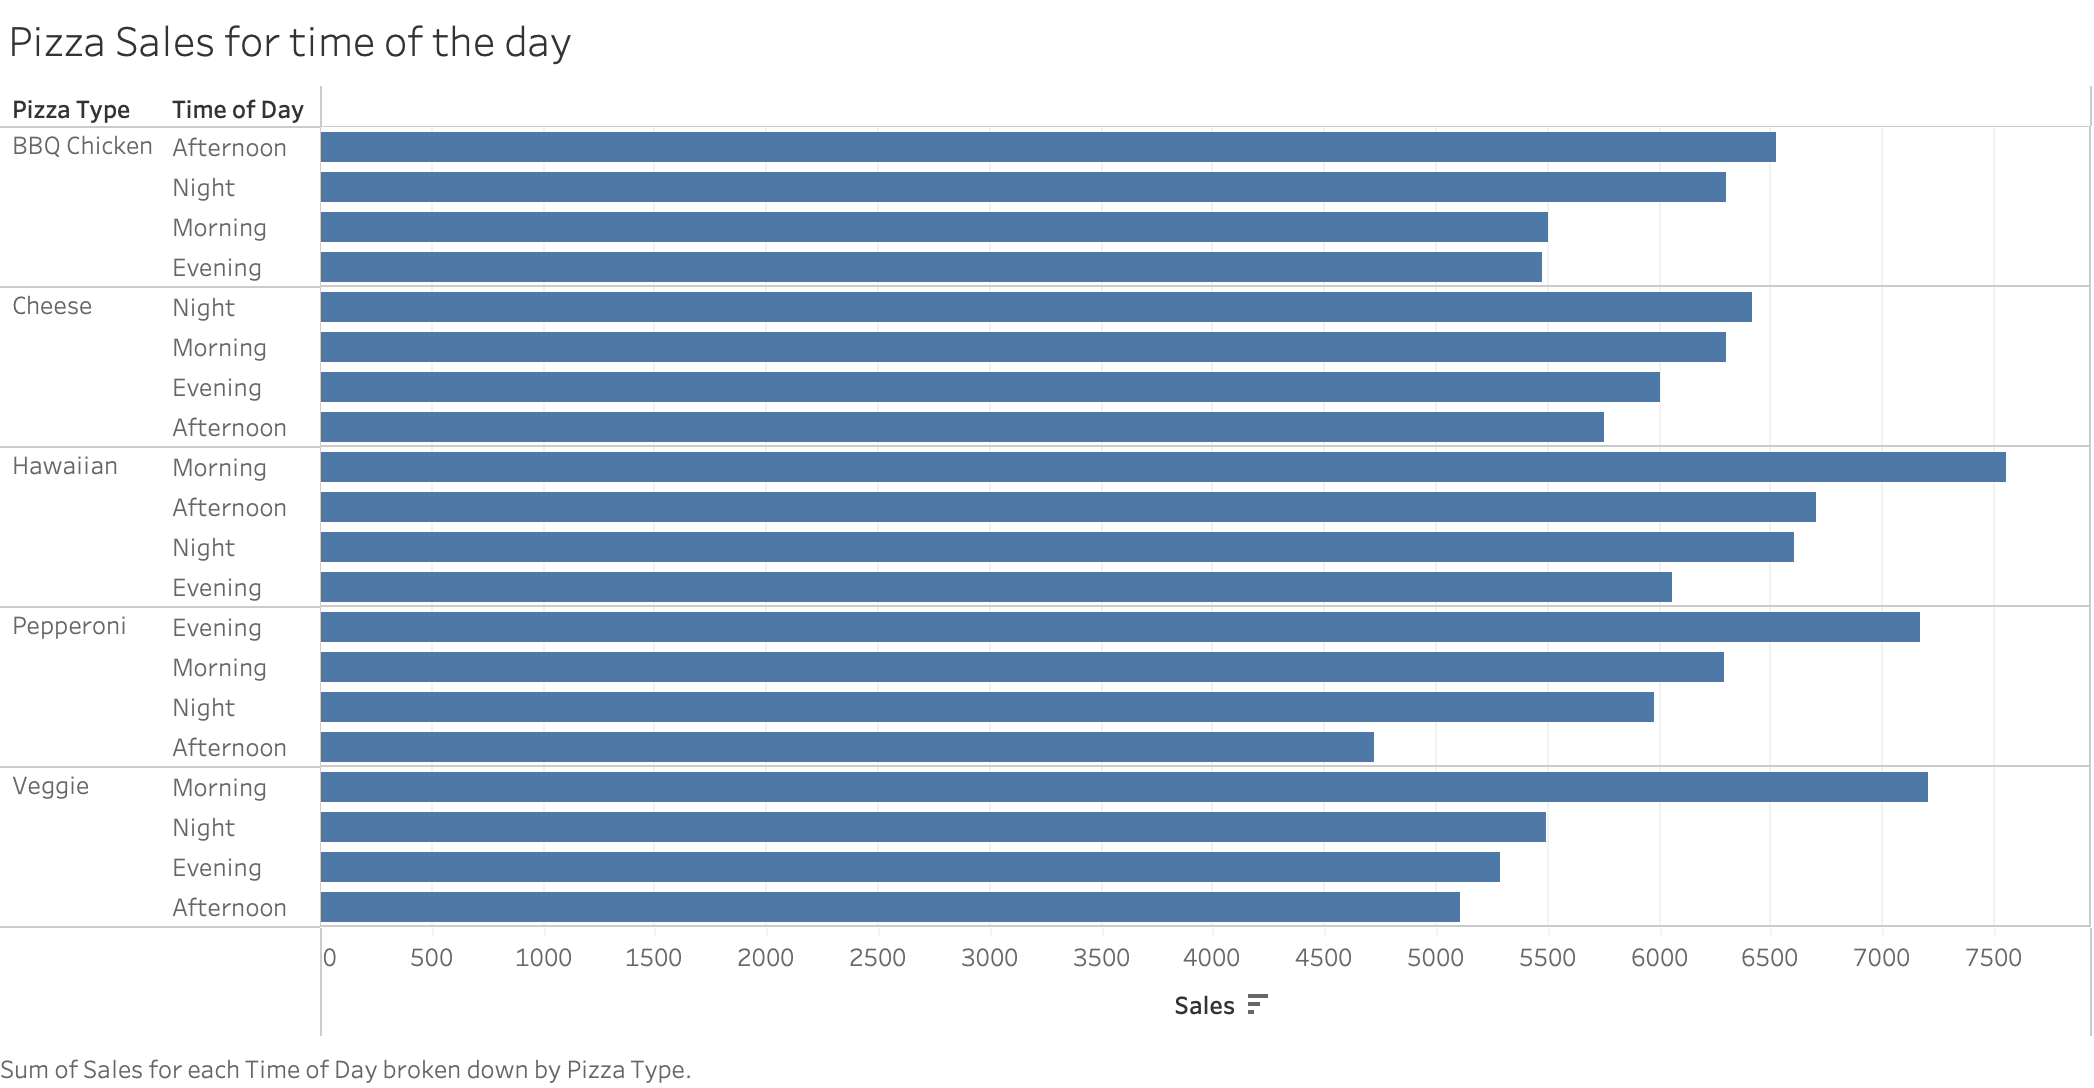 Pizza Sales for time of the day
Pizza Type Time of Day
BBQ Chicken Afternoon
Night
Morning
Evening
Cheese Night
Morning
Evening
Afternoon
Hawaiian Morning
Afternoon
Night
Evening
Pepperoni Evening
Morning
Night
Afternoon
Veggie Morning
Night
Evening
Afternoon
0 500 1000 1500 2000 2500 3000 3500 4000 4500 5000 5500 6000 6500 7000 7500
Sales
Sum of Sales for each Time of Day broken down by Pizza Type.